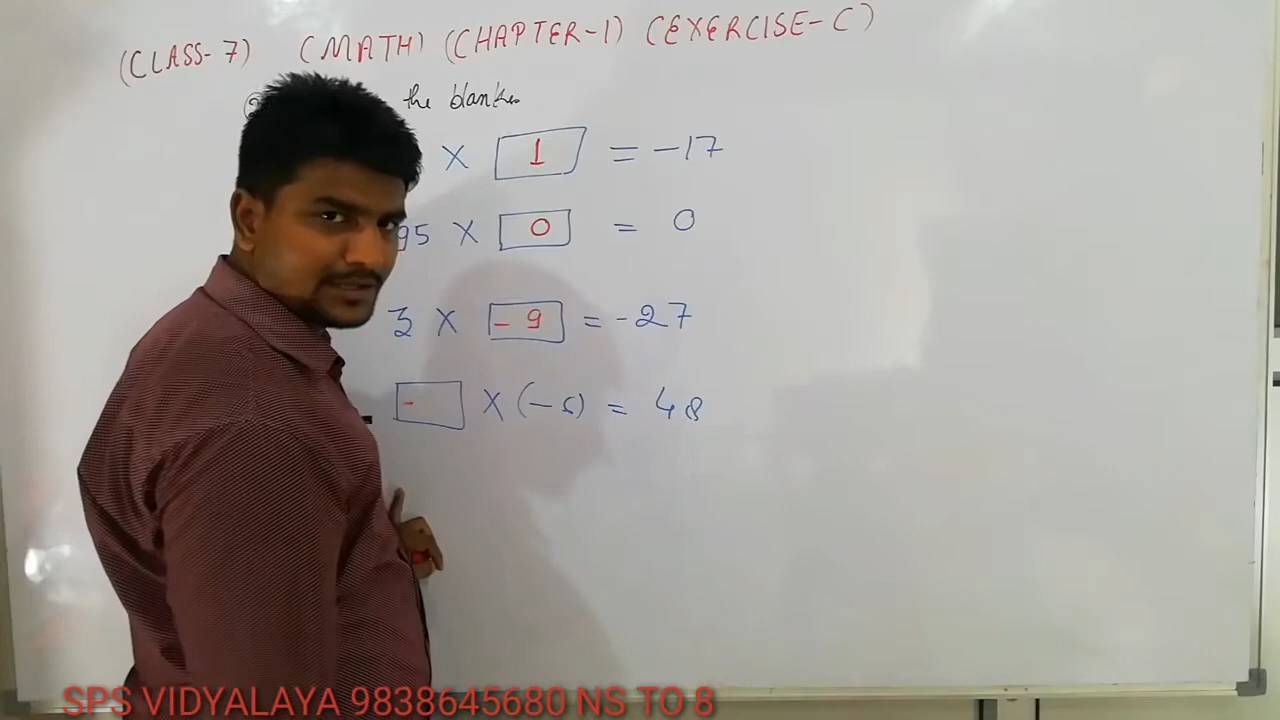 (CLASS-7) (MATH) (CHAPTER-1) (EXERCISE-C)
the blanks
× 1 = -17
95 × 0 = 0
3 × -9 = -27
- × (-6) = 48
SPS VIDYALAYA 9838645680 NS TO 8